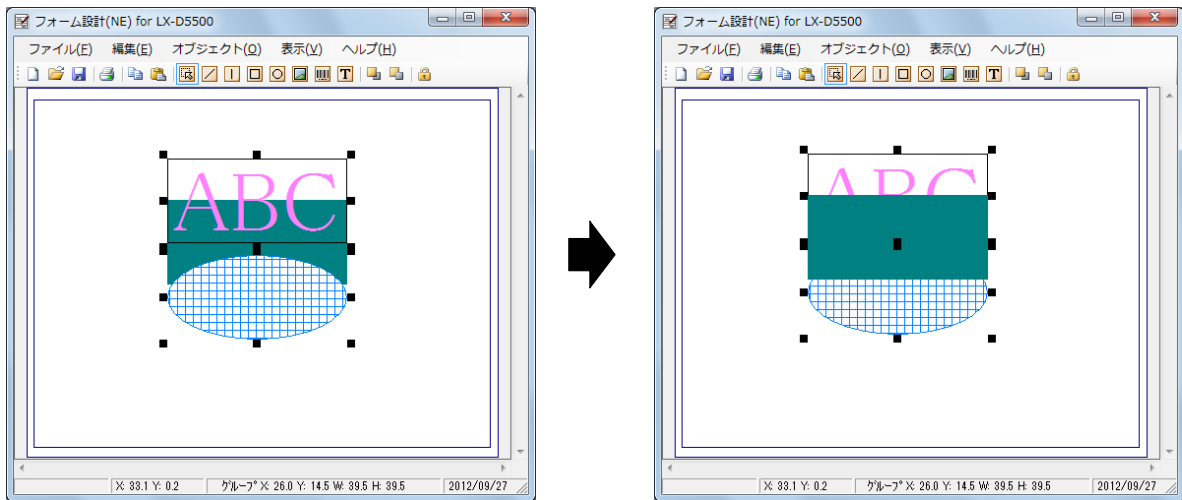 フォーム設計(NE) for LX-D5500
ファイル(F) 編集(E) オブジェクト(O) 表示(V) ヘルプ(H)
T
ABC
X: 33.1 Y: 0.2 グループ X: 26.0 Y: 14.5 W: 39.5 H: 39.5 2012/09/27
フォーム設計(NE) for LX-D5500
ファイル(F) 編集(E) オブジェクト(O) 表示(V) ヘルプ(H)
T
ABC
X: 33.1 Y: 0.2 グループ X: 26.0 Y: 14.5 W: 39.5 H: 39.5 2012/09/27